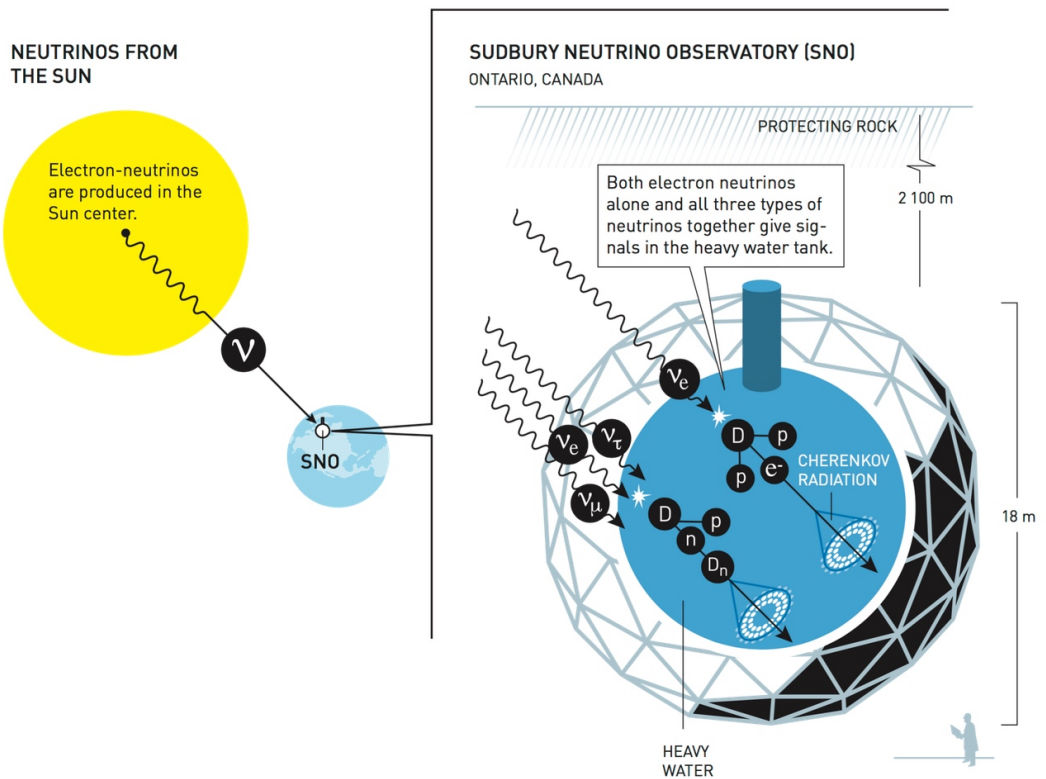 NEUTRINOS FROM
THE SUN
Electron-neutrinos
are produced in the
Sun center.
ν
SNO
SUDBURY NEUTRINO OBSERVATORY (SNO)
ONTARIO, CANADA
PROTECTING ROCK
2 100 m
Both electron neutrinos
alone and all three types of
neutrinos together give sig-
nals in the heavy water tank.
νe
D
p
p
e-
CHERENKOV
RADIATION
νe
ντ
νμ
D
p
n
Dn
18 m
HEAVY
WATER